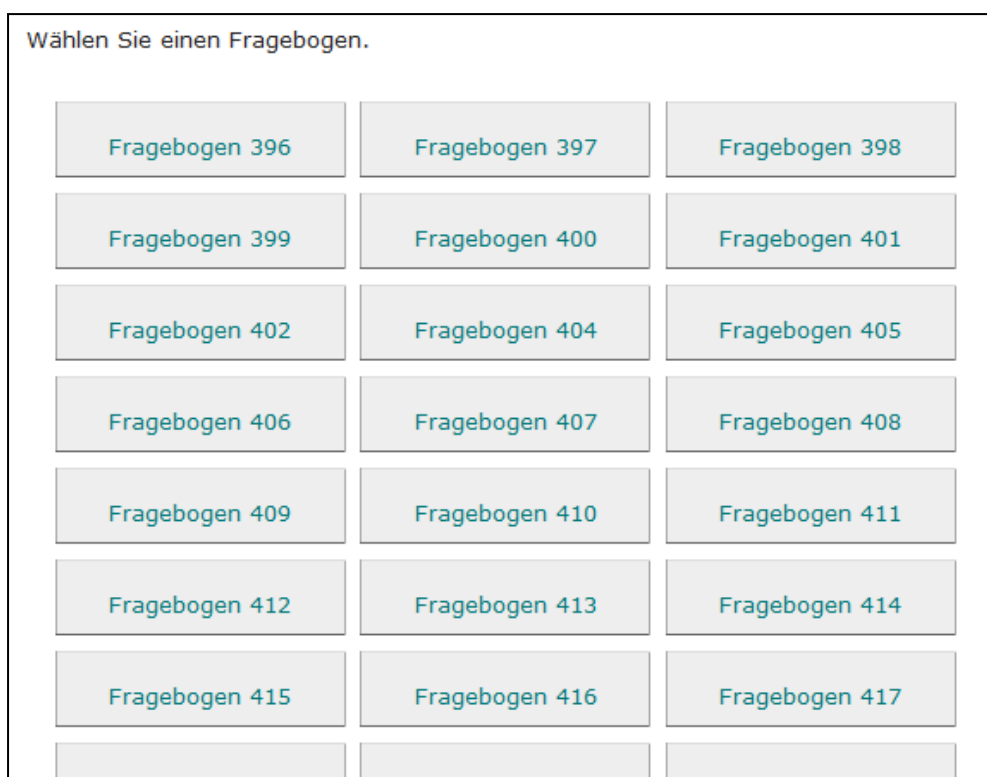 Wählen Sie einen Fragebogen.
Fragebogen 396 Fragebogen 397 Fragebogen 398
Fragebogen 399 Fragebogen 400 Fragebogen 401
Fragebogen 402 Fragebogen 404 Fragebogen 405
Fragebogen 406 Fragebogen 407 Fragebogen 408
Fragebogen 409 Fragebogen 410 Fragebogen 411
Fragebogen 412 Fragebogen 413 Fragebogen 414
Fragebogen 415 Fragebogen 416 Fragebogen 417